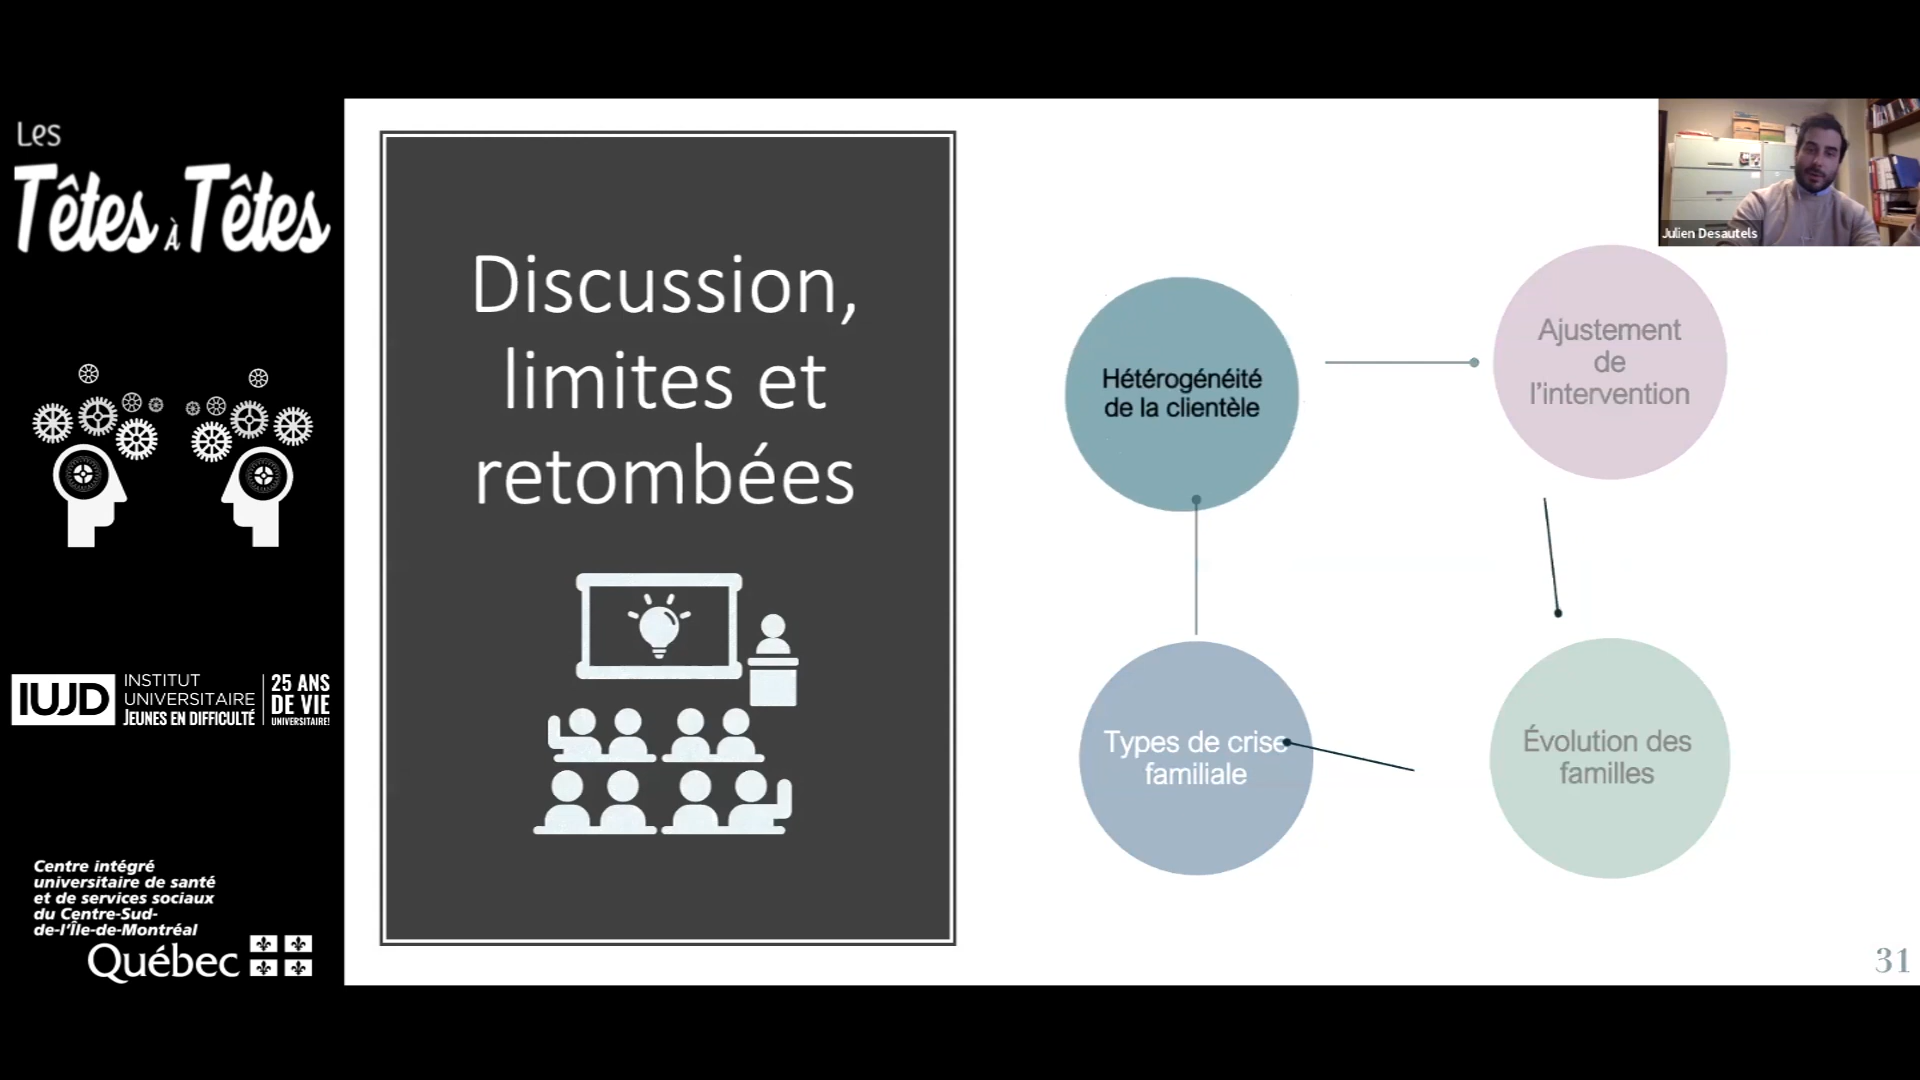 Les
Têtes À Têtes
IUJD
INSTITUT
UNIVERSITAIRE
JEUNES EN DIFFICULTÉ
25 ANS
DE VIE
UNIVERSITAIRE!
Centre intégré
universitaire de santé
et de services sociaux
du Centre-Sud-
de-l'Île-de-Montréal
Québec
Discussion,
limites et
retombées
Hétérogénéité
de la clientèle
Ajustement
de
l’intervention
Types de crise
familiale
Évolution des
familles
Julien Desautels
31